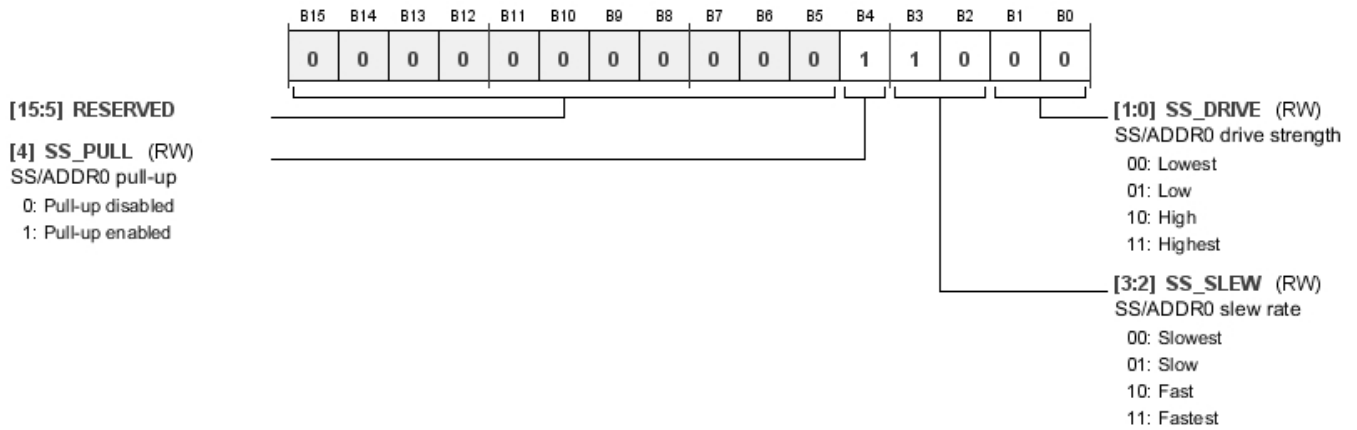 B15 B14 B13 B12 B11 B10 B9 B8 B7 B6 B5 B4 B3 B2 B1 B0
0 0 0 0 0 0 0 0 0 0 0 1 1 0 0 0
[15:5] RESERVED
[4] SS_PULL (RW)
SS/ADDR0 pull-up
0: Pull-up disabled
1: Pull-up enabled
[1:0] SS_DRIVE (RW)
SS/ADDR0 drive strength
00: Lowest
01: Low
10: High
11: Highest
[3:2] SS_SLEW (RW)
SS/ADDR0 slew rate
00: Slowest
01: Slow
10: Fast
11: Fastest